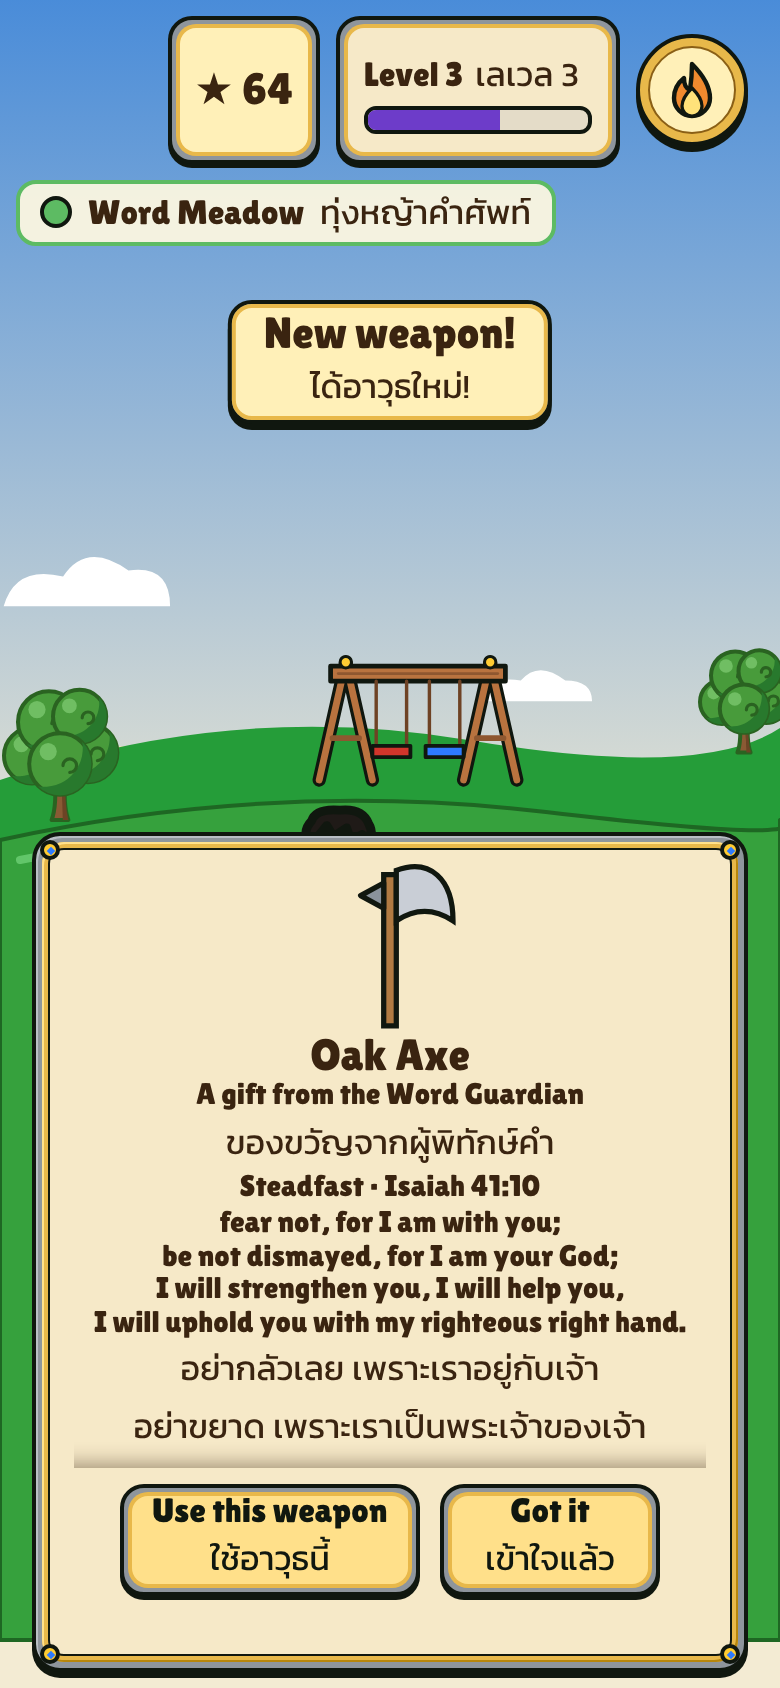 ★ 64
Level 3 เลเวล 3
Word Meadow ทุ่งหญ้าคำศัพท์
New weapon!
ได้อาวุธใหม่!
Oak Axe
A gift from the Word Guardian
ของขวัญจากผู้พิทักษ์คำ
Steadfast · Isaiah 41:10
fear not, for I am with you;
be not dismayed, for I am your God;
I will strengthen you, I will help you,
I will uphold you with my righteous right hand.
อย่ากลัวเลย เพราะเราอยู่กับเจ้า
อย่าขยาด เพราะเราเป็นพระเจ้าของเจ้า
Use this weapon
ใช้อาวุธนี้
Got it
เข้าใจแล้ว